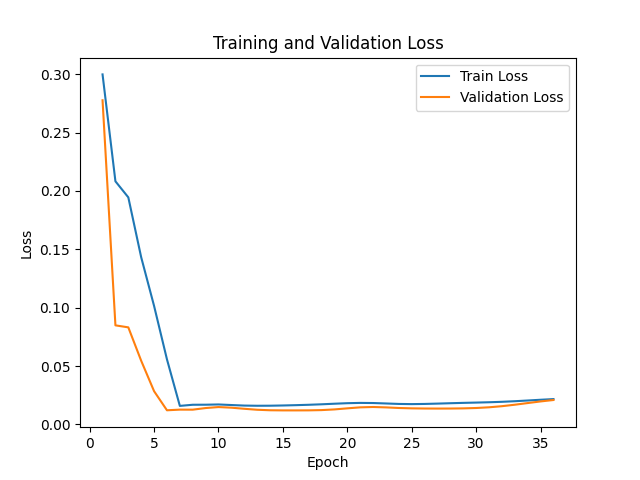 Training and Validation Loss
Train Loss
Validation Loss
0.30
0.25
0.20
0.15
0.10
0.05
0.00
Loss
0 5 10 15 20 25 30 35
Epoch